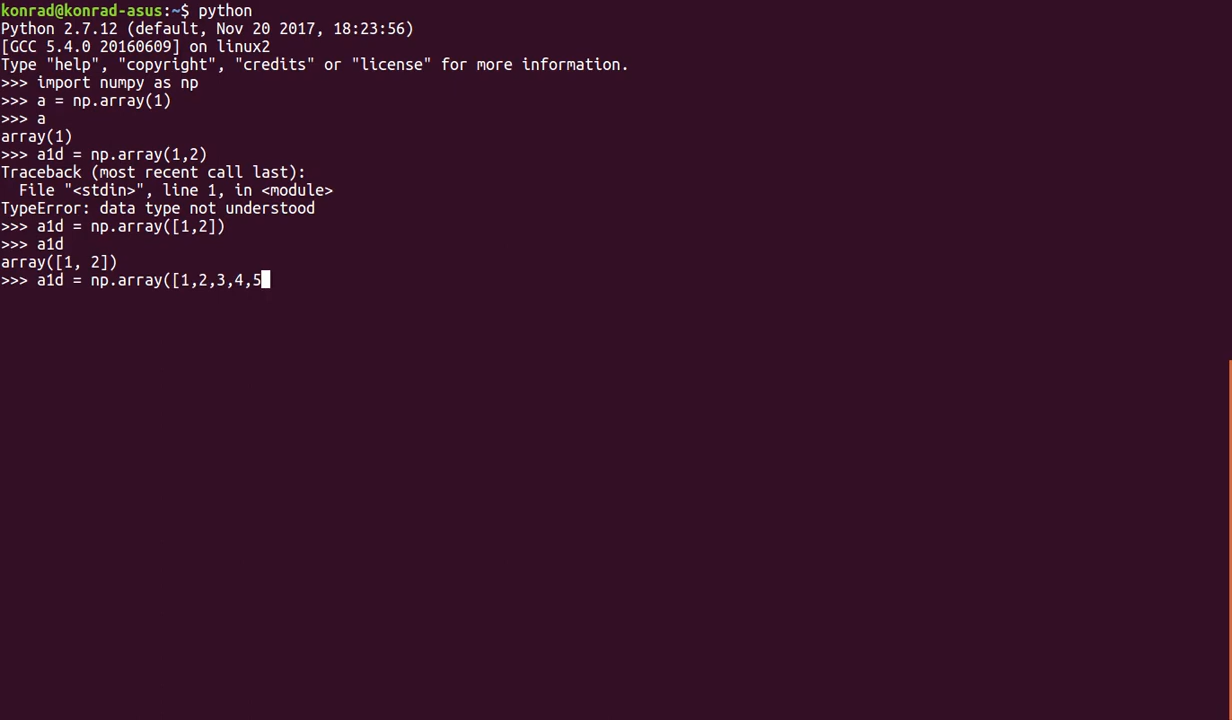 konrad@konrad-asus:~$ python
Python 2.7.12 (default, Nov 20 2017, 18:23:56)
[GCC 5.4.0 20160609] on linux2
Type "help", "copyright", "credits" or "license" for more information.
>>> import numpy as np
>>> a = np.array(1)
>>> a
array(1)
>>> a1d = np.array(1,2)
Traceback (most recent call last):
  File "<stdin>", line 1, in <module>
TypeError: data type not understood
>>> a1d = np.array([1,2])
>>> a1d
array([1, 2])
>>> a1d = np.array([1,2,3,4,5